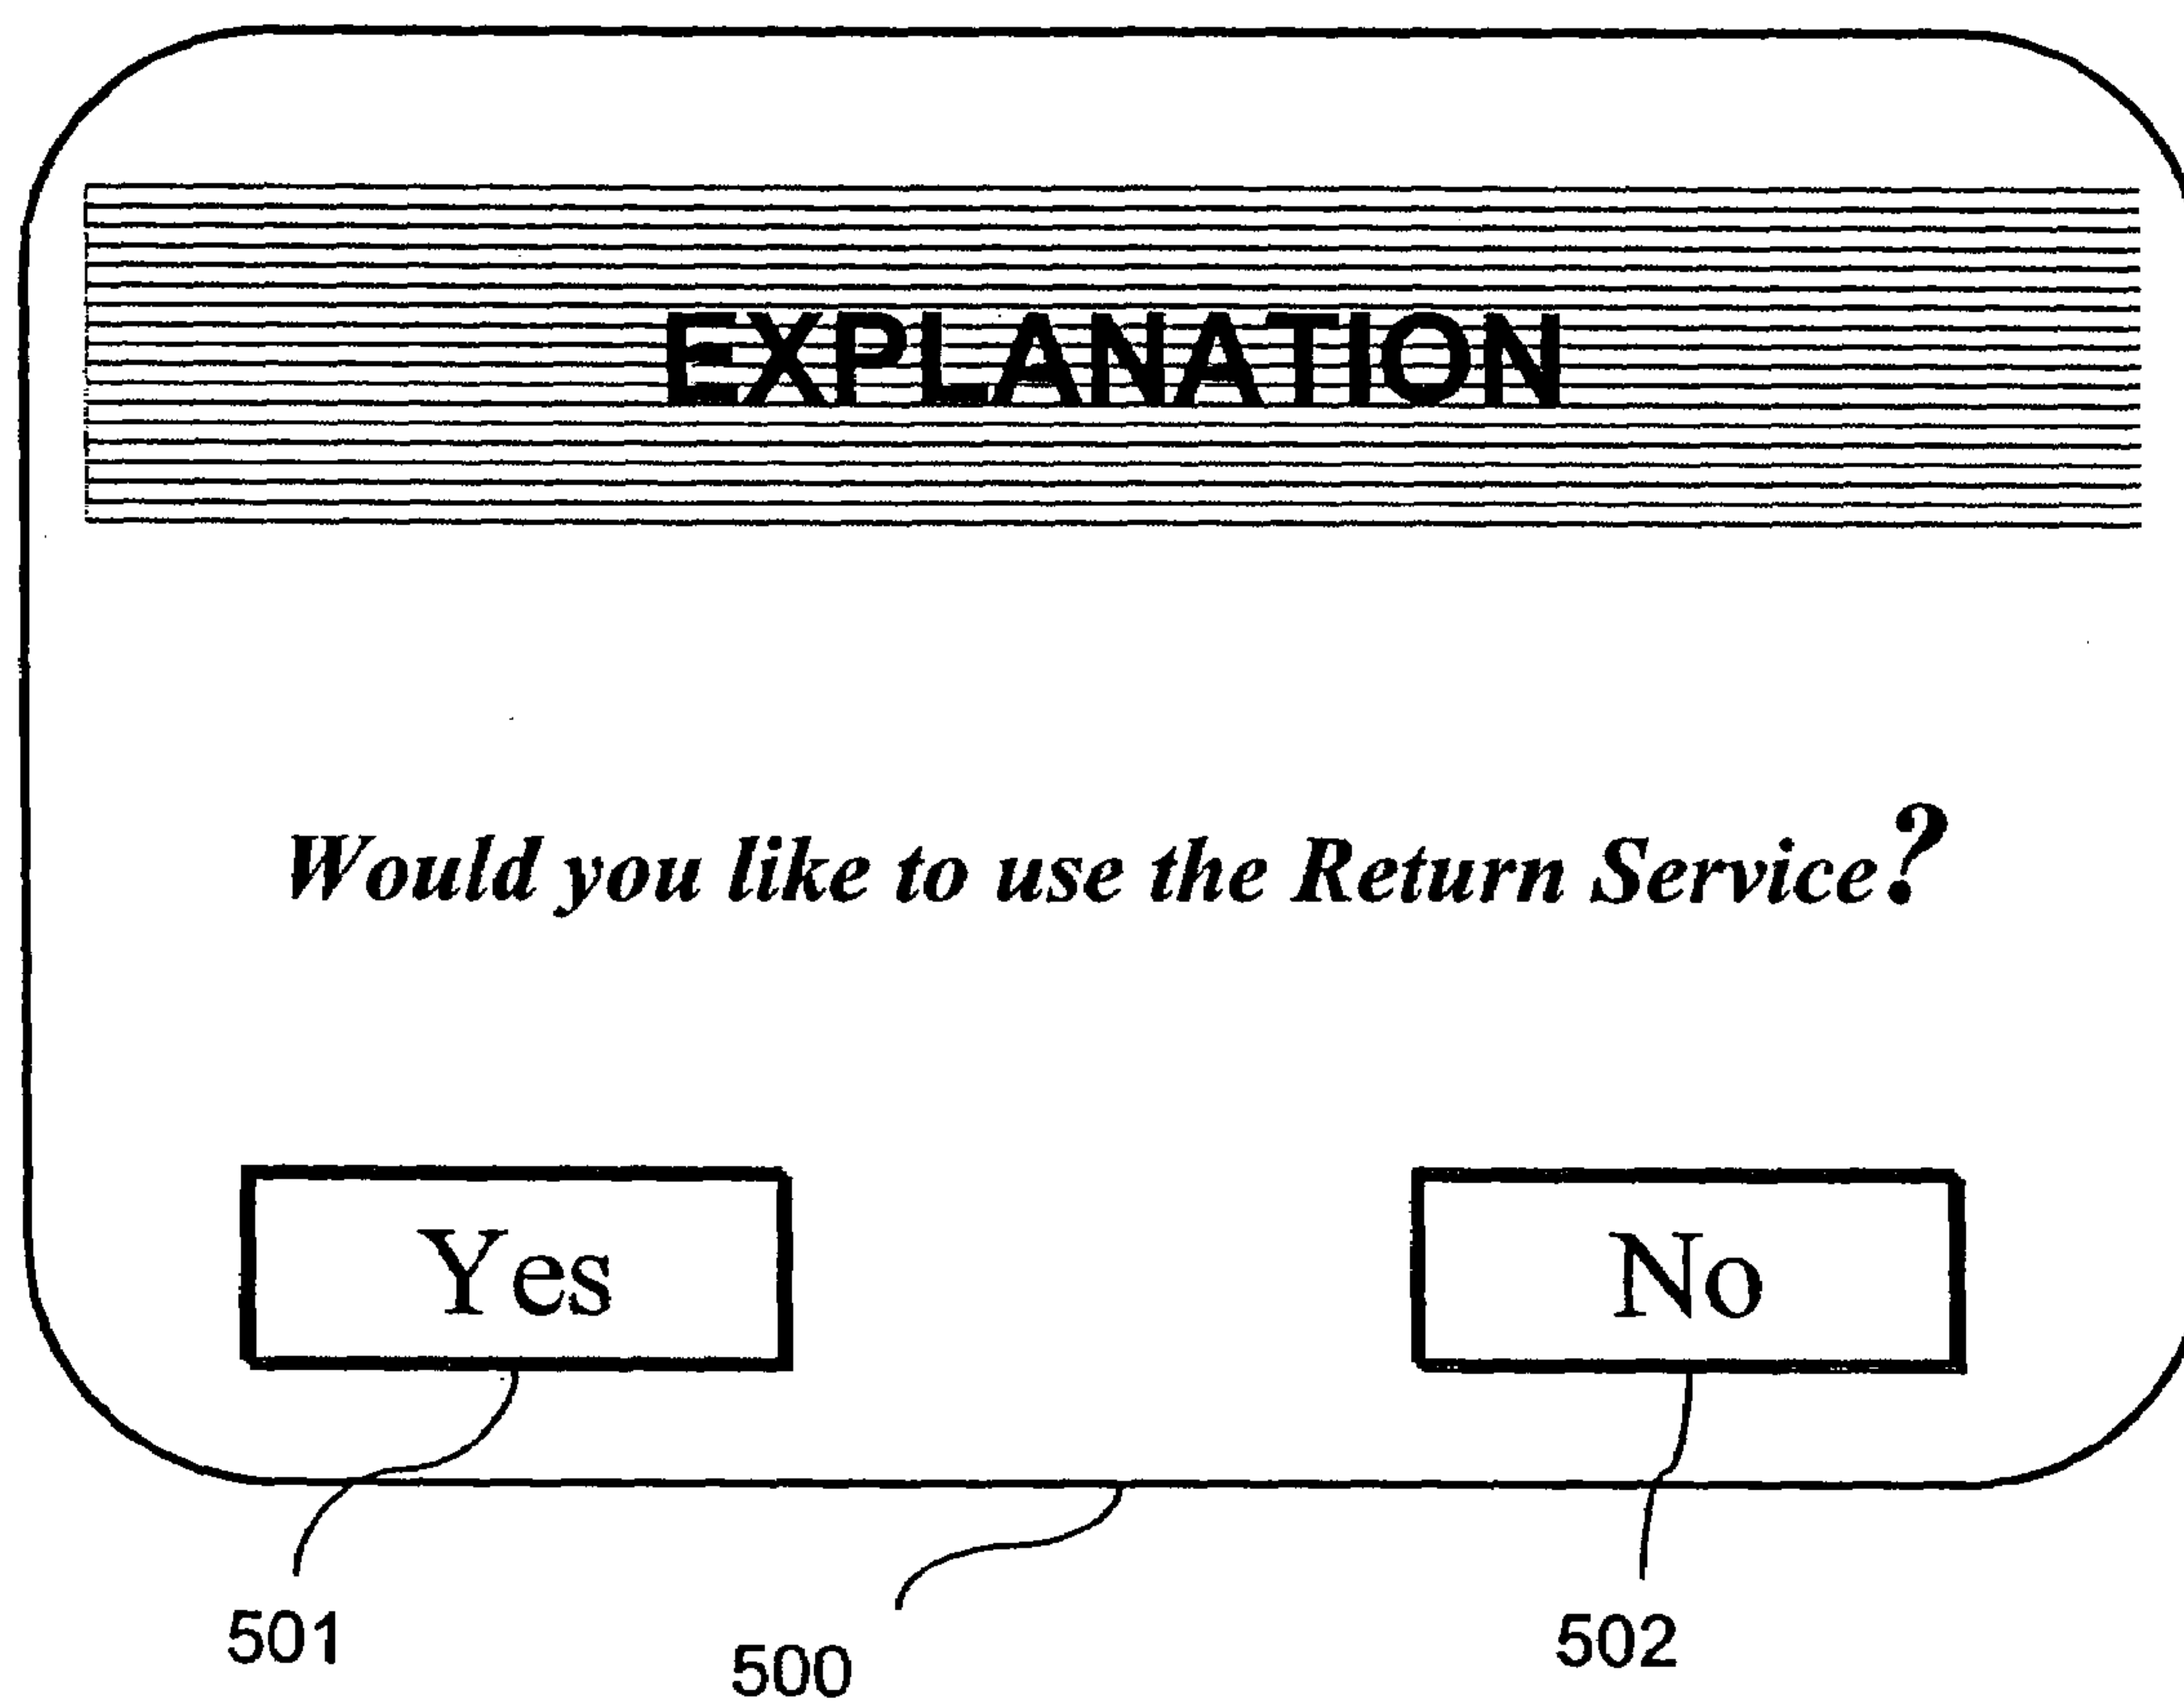 EXPLANATION
Would you like to use the Return Service?
Yes No
501 500 502